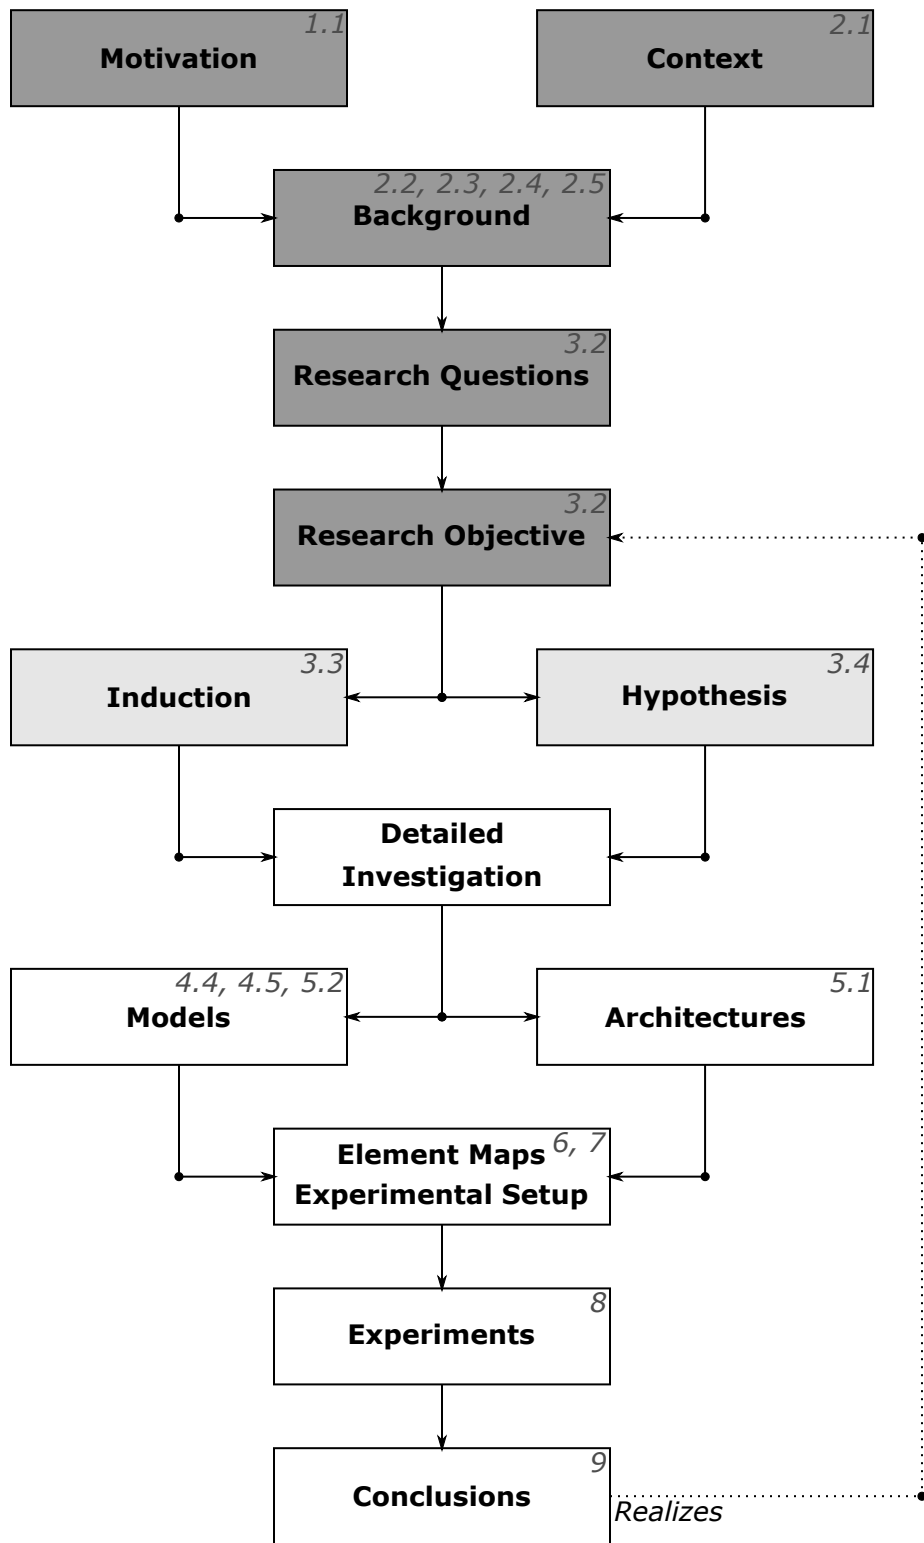 1.1
Motivation
2.1
Context
2.2, 2.3, 2.4, 2.5
Background
3.2
Research Questions
3.2
Research Objective
3.3
Induction
3.4
Hypothesis
Detailed
Investigation
4.4, 4.5, 5.2
Models
5.1
Architectures
6, 7
Element Maps
Experimental Setup
8
Experiments
9
Conclusions
Realizes